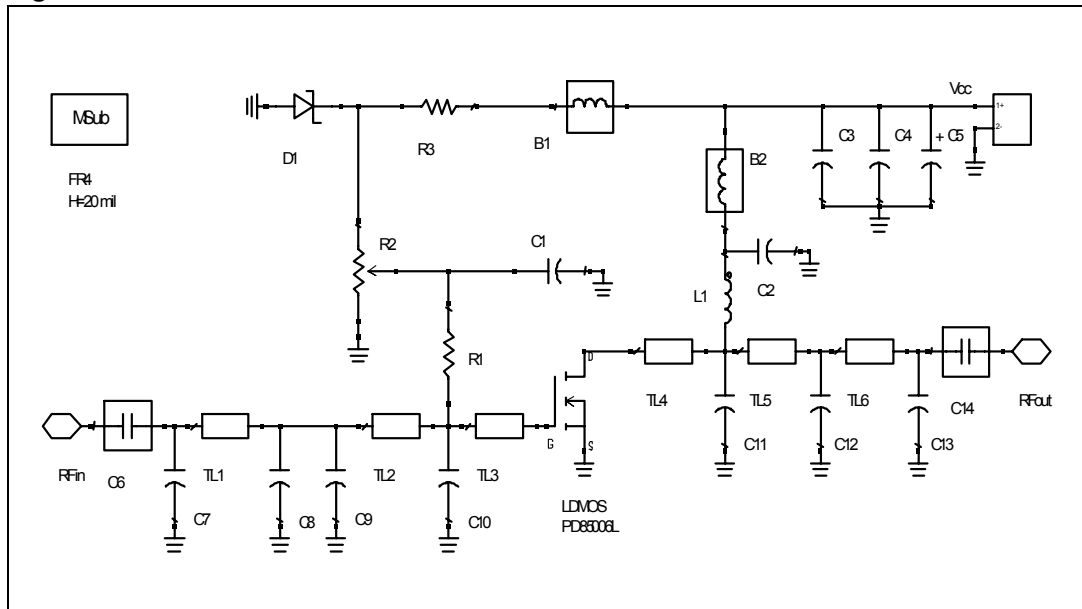 MSub
FR4
H=20 mil
D1
R3
B1
Vcc
1+
2-
C3
C4
+ C5
B2
R2
C1
L1
C2
R1
D
G
S
TL4
TL5
TL6
C14
RFout
C11
C12
C13
RFin
C6
TL1
TL2
TL3
C7
C8
C9
C10
LDMOS
PD85006L